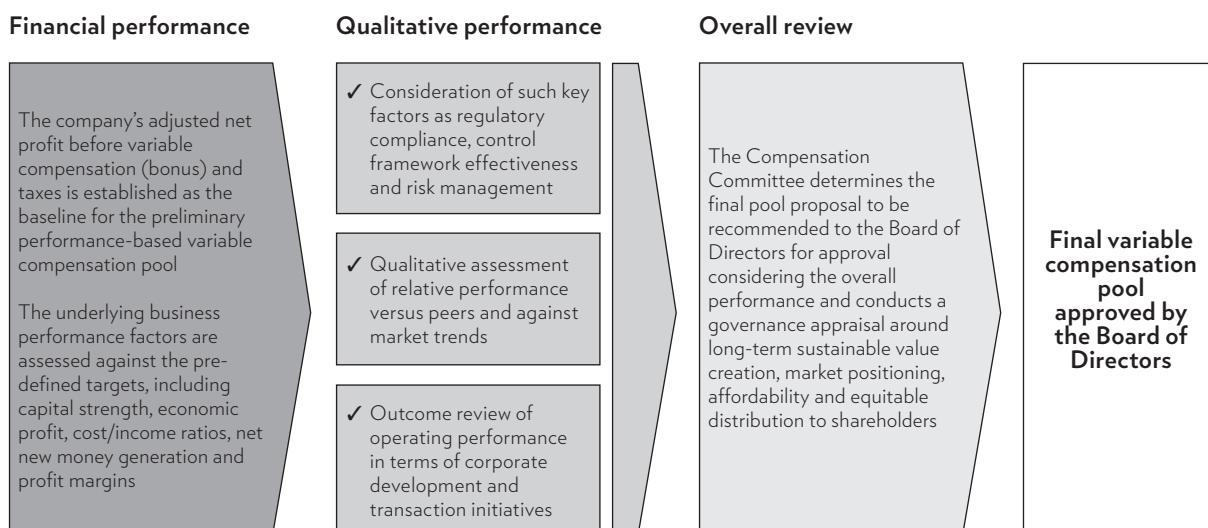 Financial performance
The company's adjusted net
profit before variable
compensation (bonus) and
taxes is established as the
baseline for the preliminary
performance-based variable
compensation pool
The underlying business
performance factors are
assessed against the pre-
defined targets, including
capital strength, economic
profit, cost/income ratios, net
new money generation and
profit margins
Qualitative performance
✓ Consideration of such key
factors as regulatory
compliance, control
framework effectiveness
and risk management
✓ Qualitative assessment
of relative performance
versus peers and against
market trends
✓ Outcome review of
operating performance
in terms of corporate
development and
transaction initiatives
Overall review
The Compensation
Committee determines the
final pool proposal to be
recommended to the Board of
Directors for approval
considering the overall
performance and conducts a
governance appraisal around
long-term sustainable value
creation, market positioning,
affordability and equitable
distribution to shareholders
Final variable
compensation
pool
approved by
the Board of
Directors